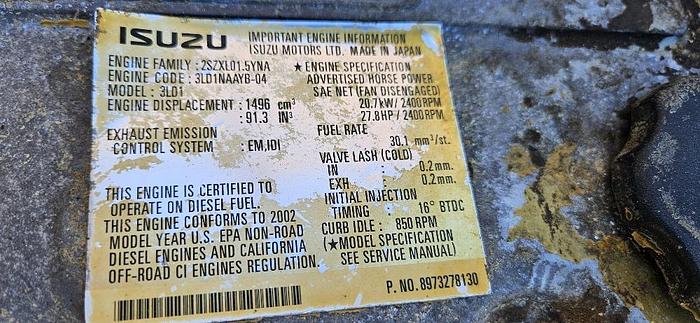 ISUZU IMPORTANT ENGINE INFORMATION
ISUZU MOTORS LTD. MADE IN JAPAN
ENGINE FAMILY : 2SZXL01.5YNA
ENGINE CODE : 3LD1NAAYB-04
MODEL : 3LD1
ENGINE DISPLACEMENT : 1496 cm³
: 91.3 IN³
EXHAUST EMISSION
CONTROL SYSTEM : EM,IDI
THIS ENGINE IS CERTIFIED TO
OPERATE ON DIESEL FUEL.
THIS ENGINE CONFORMS TO 2002
MODEL YEAR U.S. EPA NON-ROAD
DIESEL ENGINES AND CALIFORNIA
OFF-ROAD CI ENGINES REGULATION.
★ ENGINE SPECIFICATION
ADVERTISED HORSE POWER
SAE NET (FAN DISENGAGED)
20.7kW / 2400RPM
27.8HP / 2400RPM
FUEL RATE
30.1 mm³/st.
VALVE LASH (COLD)
IN : 0.2mm.
EXH : 0.2mm.
INITIAL INJECTION
TIMING : 16° BTDC
CURB IDLE : 850 RPM
(★MODEL SPECIFICATION
SEE SERVICE MANUAL)
P. NO. 8973278130